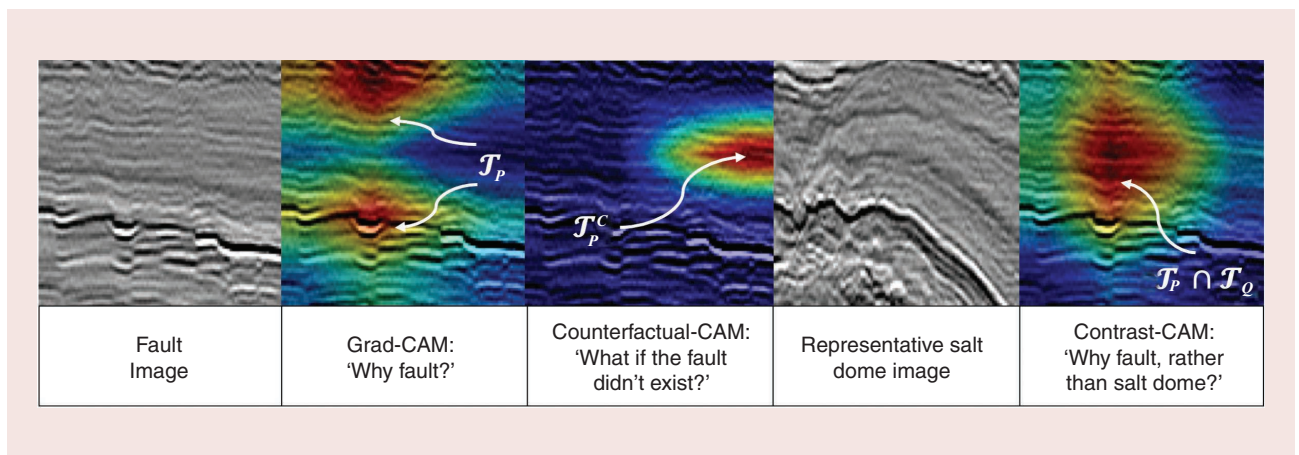 𝒯P
𝒯P^C
𝒯P ∩ 𝒯Q
Fault
Image
Grad-CAM:
‘Why fault?’
Counterfactual-CAM:
‘What if the fault
didn’t exist?’
Representative salt
dome image
Contrast-CAM:
‘Why fault, rather
than salt dome?’